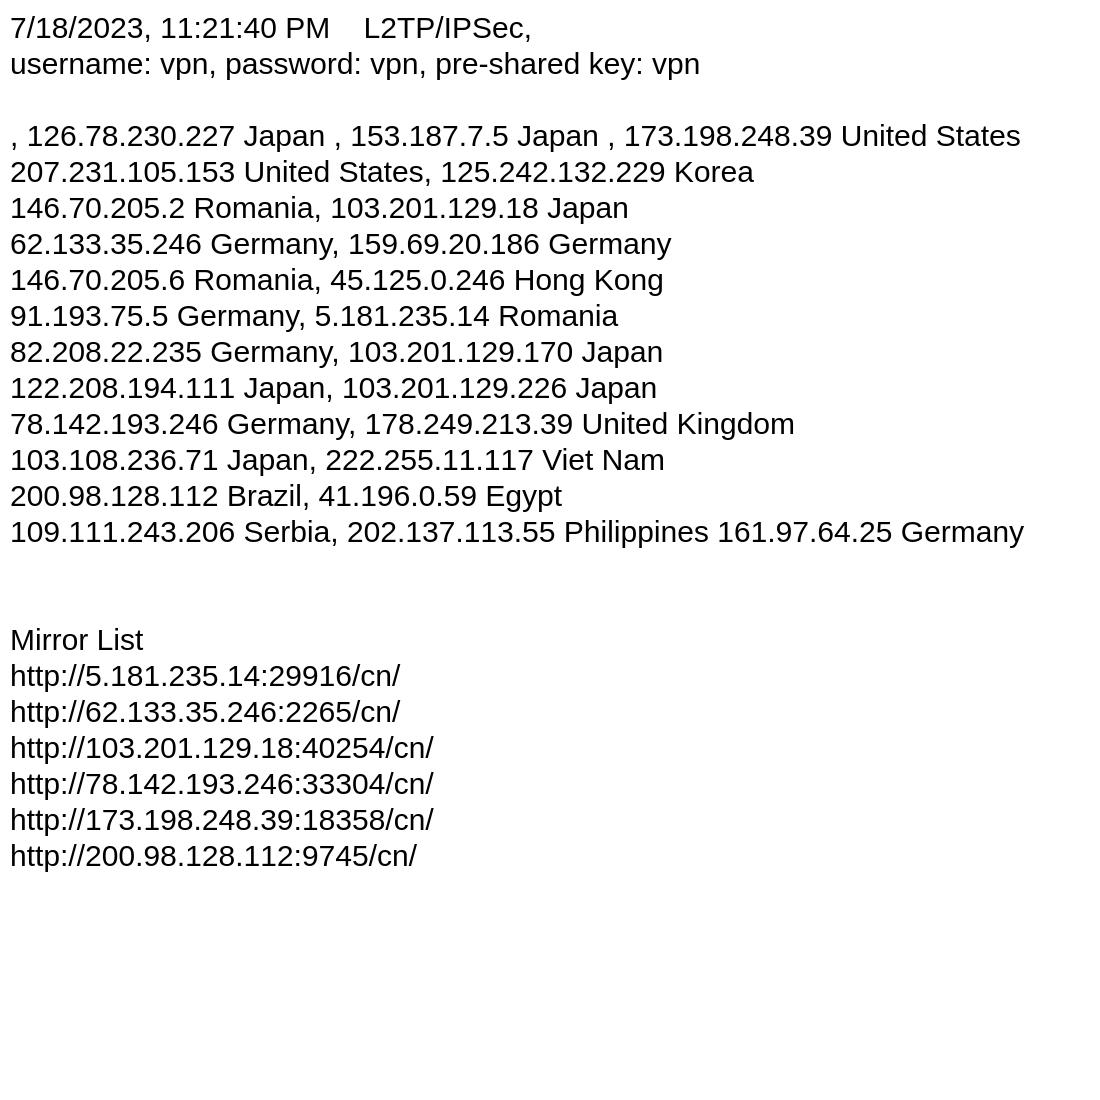 7/18/2023, 11:21:40 PM    L2TP/IPSec,
username: vpn, password: vpn, pre-shared key: vpn
, 126.78.230.227 Japan , 153.187.7.5 Japan , 173.198.248.39 United States
207.231.105.153 United States, 125.242.132.229 Korea
146.70.205.2 Romania, 103.201.129.18 Japan
62.133.35.246 Germany, 159.69.20.186 Germany
146.70.205.6 Romania, 45.125.0.246 Hong Kong
91.193.75.5 Germany, 5.181.235.14 Romania
82.208.22.235 Germany, 103.201.129.170 Japan
122.208.194.111 Japan, 103.201.129.226 Japan
78.142.193.246 Germany, 178.249.213.39 United Kingdom
103.108.236.71 Japan, 222.255.11.117 Viet Nam
200.98.128.112 Brazil, 41.196.0.59 Egypt
109.111.243.206 Serbia, 202.137.113.55 Philippines 161.97.64.25 Germany
Mirror List
http://5.181.235.14:29916/cn/
http://62.133.35.246:2265/cn/
http://103.201.129.18:40254/cn/
http://78.142.193.246:33304/cn/
http://173.198.248.39:18358/cn/
http://200.98.128.112:9745/cn/